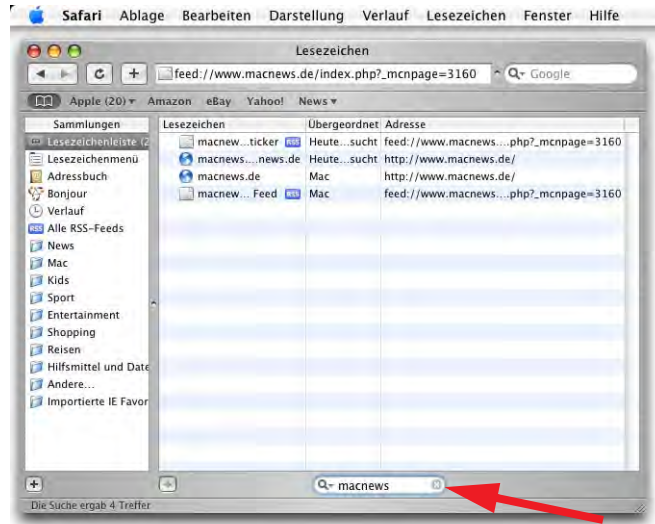 Safari Ablage Bearbeiten Darstellung Verlauf Lesezeichen Fenster Hilfe
Lesezeichen
feed://www.macnews.de/index.php?_mcnpage=3160 Google
Apple (20) Amazon eBay Yahoo! News
Sammlungen Lesezeichen Übergeordnet Adresse
Lesezeichenleiste (2 macnew...ticker RSS Heute...sucht feed://www.macnews....php?_mcnpage=3160
Lesezeichenmenü macnews....news.de Heute...sucht http://www.macnews.de/
Adressbuch macnews.de Mac http://www.macnews.de/
Bonjour macnew... Feed RSS Mac feed://www.macnews....php?_mcnpage=3160
Verlauf
RSS Alle RSS-Feeds
News
Mac
Kids
Sport
Entertainment
Shopping
Reisen
Hilfsmittel und Date
Andere...
Importierte IE Favor
macnews
Die Suche ergab 4 Treffer